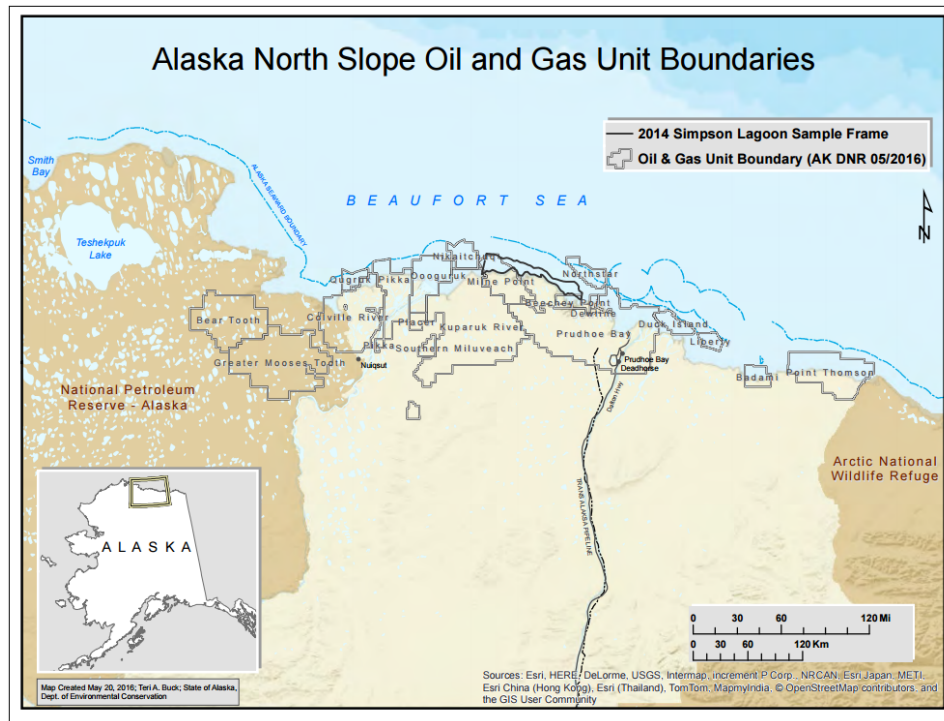 Alaska North Slope Oil and Gas Unit Boundaries
2014 Simpson Lagoon Sample Frame
Oil & Gas Unit Boundary (AK DNR 05/2016)
Smith
Bay
ALASKA SEAWARD BOUNDARY
BEAUFORT SEA
N
Teshekpuk
Lake
Nikaitchuq
Qugruk
Pikka
Oooguruk
Milne Point
Northstar
Beechey Point
Dewline
Bear Tooth
Colville River
Placer
Kuparuk River
Prudhoe Bay
Duck Island
Liberty
Pikka
Southern Miluveach
Greater Mooses Tooth
Nuiqsut
Prudhoe Bay
Deadhorse
Badami
Point Thomson
Dalton Hwy
National Petroleum
Reserve - Alaska
Arctic National
Wildlife Refuge
TRANS ALAKSA PIPELINE
ALASKA
0 30 60 120 Mi
0 30 60 120 Km
Map Created May 20, 2016; Teri A. Buck; State of Alaska,
Dept. of Environmental Conservation
Sources: Esri, HERE, DeLorme, USGS, Intermap, increment P Corp., NRCAN, Esri Japan, METI,
Esri China (Hong Kong), Esri (Thailand), TomTom, MapmyIndia, © OpenStreetMap contributors, and
the GIS User Community